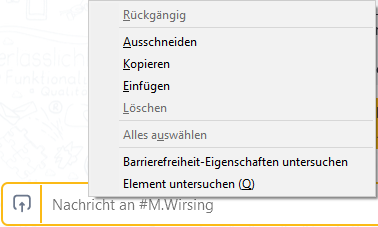 Rückgängig
Ausschneiden
Kopieren
Einfügen
Löschen
Alles auswählen
Barrierefreiheit-Eigenschaften untersuchen
Element untersuchen (Q)
Nachricht an #M.Wirsing